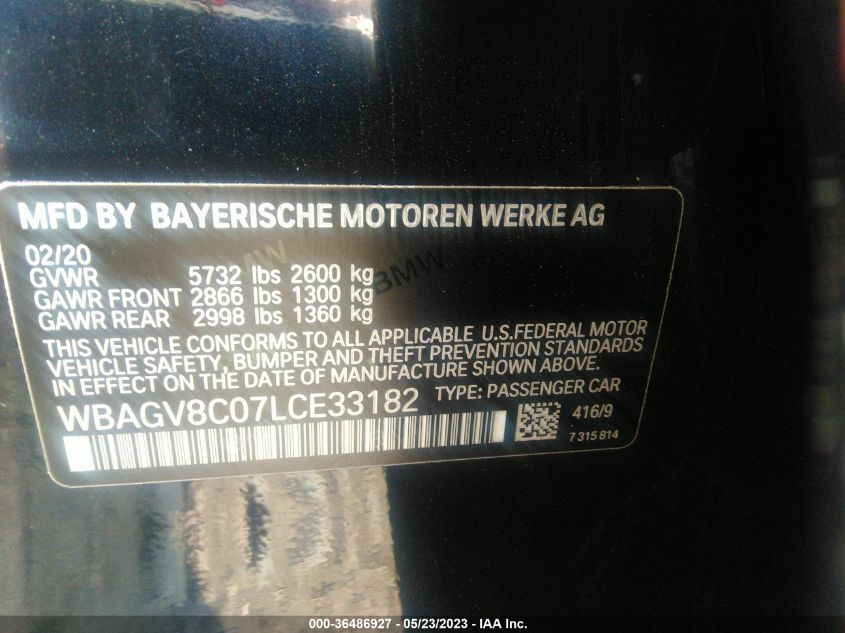 MFD BY BAYERISCHE MOTOREN WERKE AG
02/20
GVWR 5732 lbs 2600 kg
GAWR FRONT 2866 lbs 1300 kg
GAWR REAR 2998 lbs 1360 kg
BMW
BMW
THIS VEHICLE CONFORMS TO ALL APPLICABLE U.S.FEDERAL MOTOR
VEHICLE SAFETY, BUMPER AND THEFT PREVENTION STANDARDS
IN EFFECT ON THE DATE OF MANUFACTURE SHOWN ABOVE.
WBAGV8C07LCE33182 TYPE: PASSENGER CAR
416/9
7 315 814
000-36486927 - 05/23/2023 - IAA Inc.